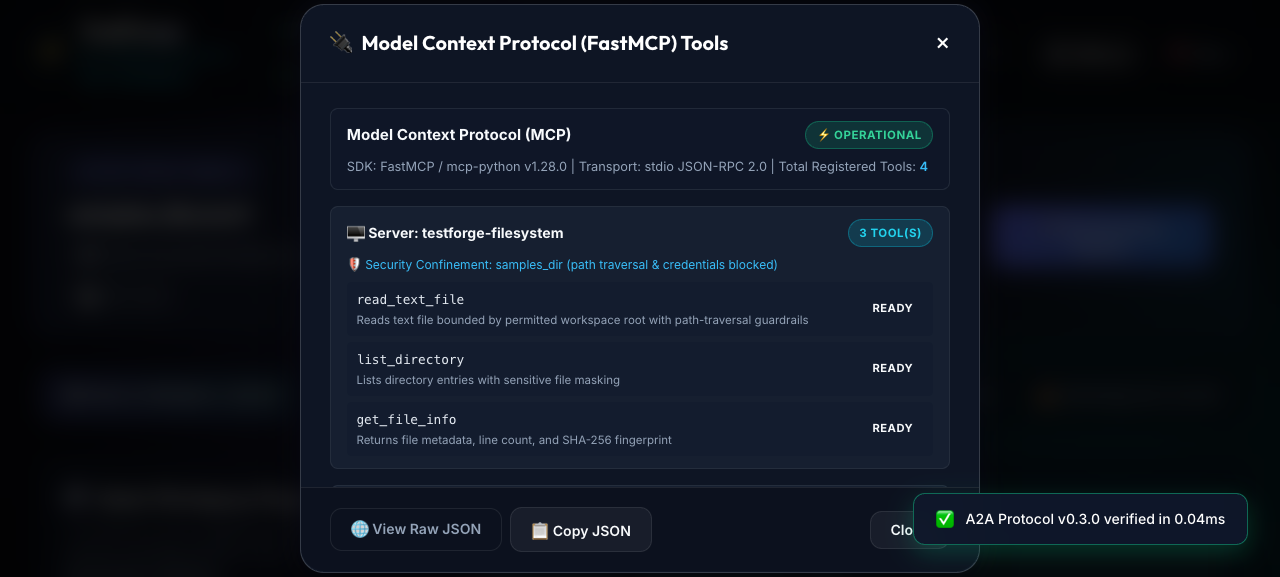 Model Context Protocol (FastMCP) Tools
×
Model Context Protocol (MCP)
⚡ OPERATIONAL
SDK: FastMCP / mcp-python v1.28.0 | Transport: stdio JSON-RPC 2.0 | Total Registered Tools: 4
Server: testforge-filesystem
3 TOOL(S)
Security Confinement: samples_dir (path traversal & credentials blocked)
read_text_file
Reads text file bounded by permitted workspace root with path-traversal guardrails
READY
list_directory
Lists directory entries with sensitive file masking
READY
get_file_info
Returns file metadata, line count, and SHA-256 fingerprint
READY
View Raw JSON
Copy JSON
Clo
A2A Protocol v0.3.0 verified in 0.04ms